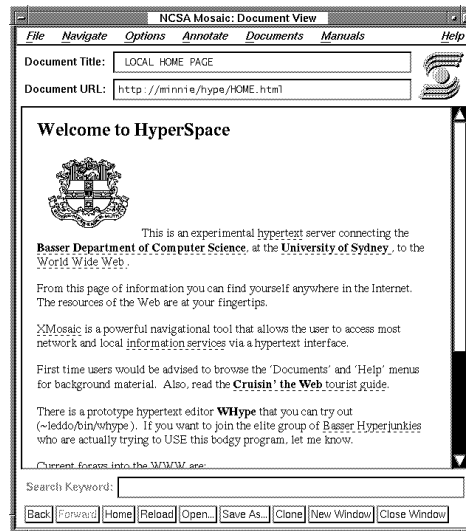 NCSA Mosaic: Document View
File Navigate Options Annotate Documents Manuals Help
Document Title: LOCAL HOME PAGE
Document URL: http://minnie/hype/HOME.html
Welcome to HyperSpace
This is an experimental hypertext server connecting the
Basser Department of Computer Science, at the University of Sydney , to the
World Wide Web .
From this page of information you can find yourself anywhere in the Internet.
The resources of the Web are at your fingertips.
XMosaic is a powerful navigational tool that allows the user to access most
network and local information services via a hypertext interface.
First time users would be advised to browse the 'Documents' and 'Help' menus
for background material. Also, read the Cruisin' the Web tourist guide.
There is a prototype hypertext editor WHype that you can try out
(~leddo/bin/whype ). If you want to join the elite group of Basser Hyperjunkies
who are actually trying to USE this bodgy program, let me know.
Current forays into the WWW are:
Search Keyword:
Back Forward Home Reload Open... Save As... Clone New Window Close Window